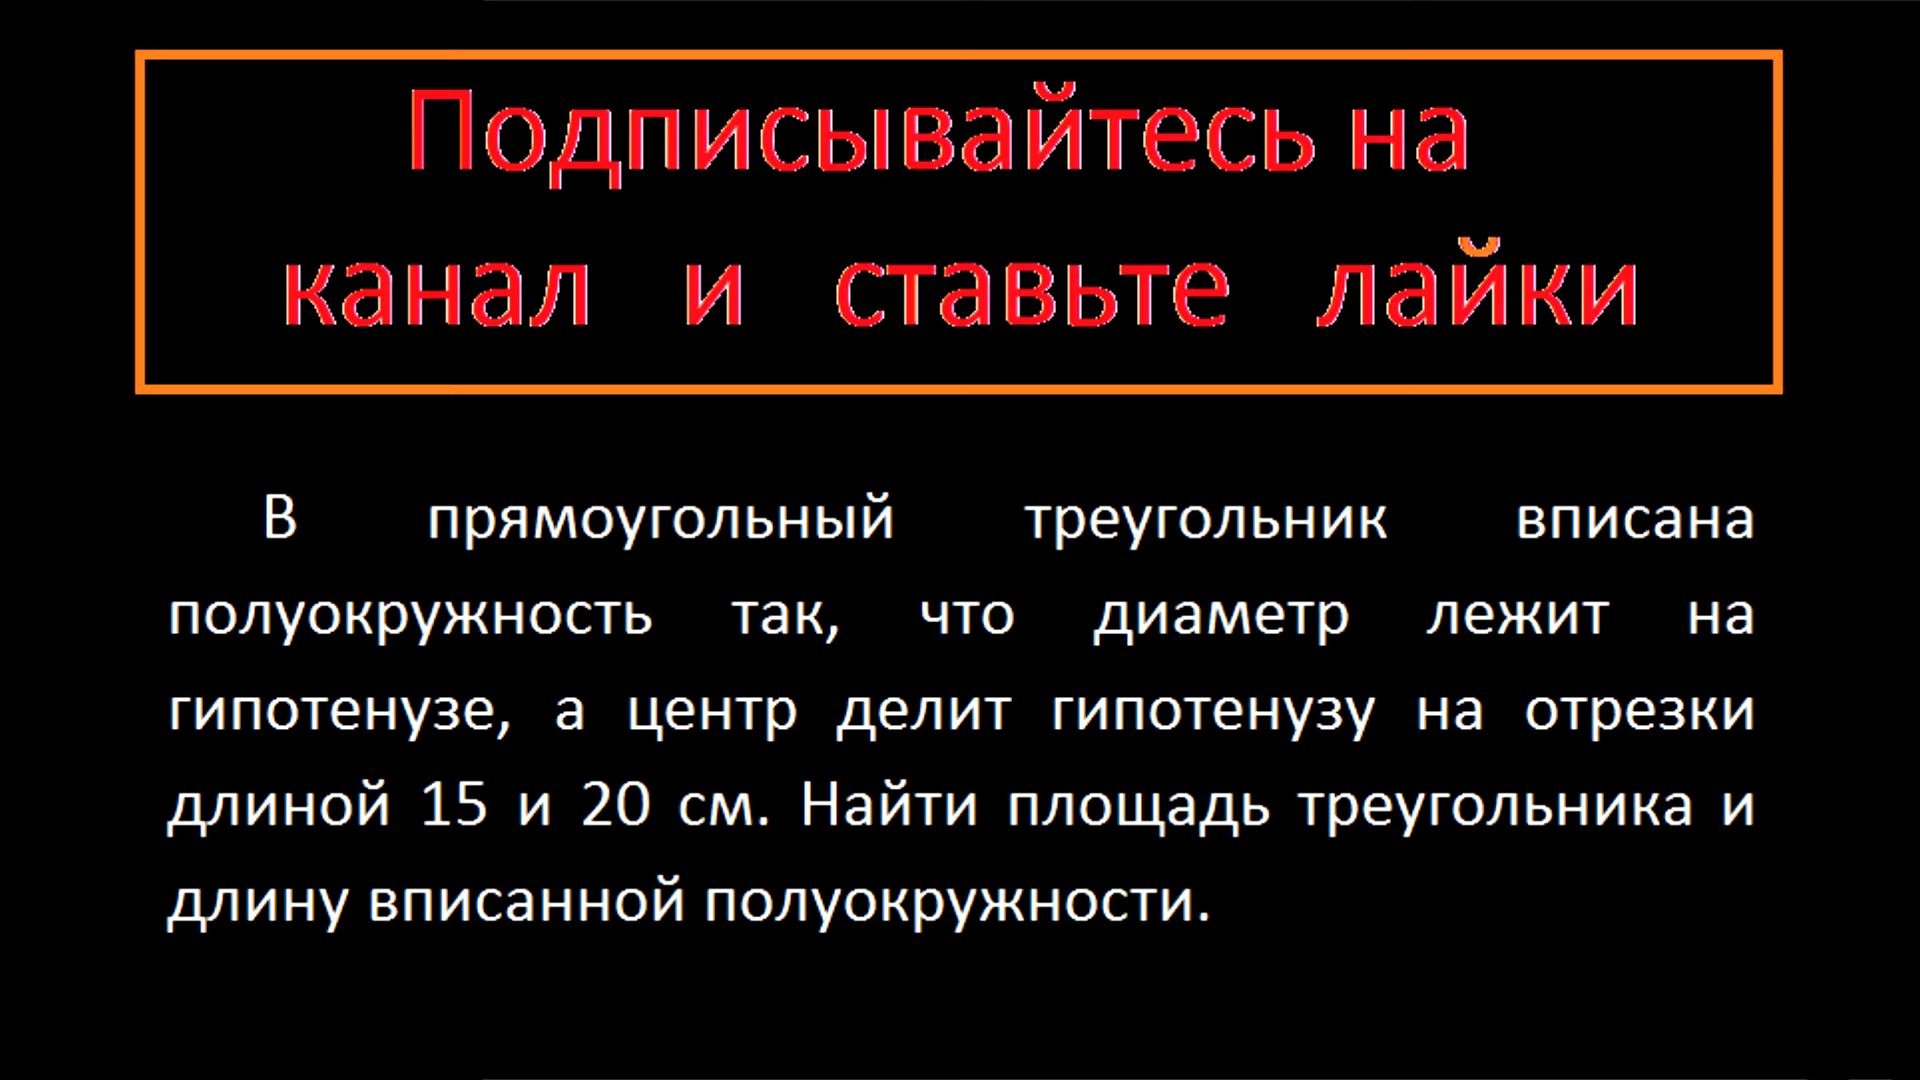 Подписывайтесь на
канал и ставьте лайки
В прямоугольный треугольник вписана
полуокружность так, что диаметр лежит на
гипотенузе, а центр делит гипотенузу на отрезки
длиной 15 и 20 см. Найти площадь треугольника и
длину вписанной полуокружности.